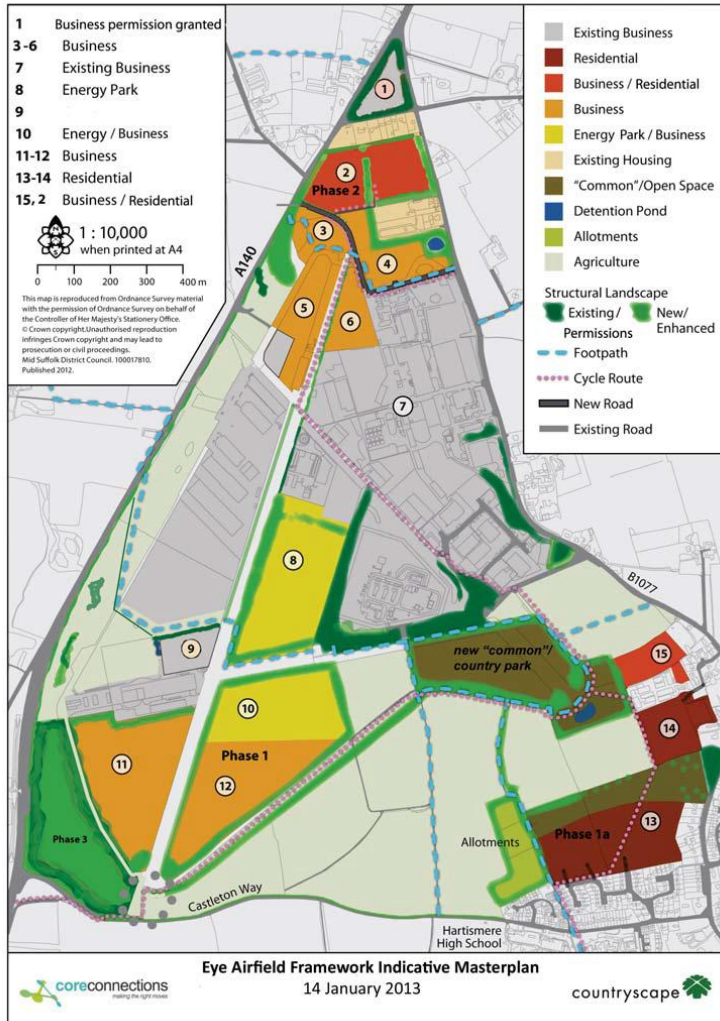 1 Business permission granted
3-6 Business
7 Existing Business
8 Energy Park
9
10 Energy / Business
11-12 Business
13-14 Residential
15, 2 Business / Residential
1 : 10,000
when printed at A4
0 50 100 200 300 400 m
This map is reproduced from Ordnance Survey material
with the permission of Ordnance Survey on behalf of
the Controller of Her Majesty's Stationery Office.
© Crown copyright.Unauthorised reproduction
infringes Crown copyright and may lead to
prosecution or civil proceedings.
Mid Suffolk District Council. 100017810.
Published 2012.
Existing Business
Residential
Business / Residential
Business
Energy Park / Business
Existing Housing
"Common"/Open Space
Detention Pond
Allotments
Agriculture
Structural Landscape
Existing/
Permissions
New/
Enhanced
Footpath
Cycle Route
New Road
Existing Road
1
2
Phase 2
3
4
A140
5
6
7
8
B1077
9
new "common"/
country park
15
10
14
11
Phase 1
12
13
Phase 3
Allotments
Phase 1a
Castleton Way
Hartismere
High School
Eye Airfield Framework Indicative Masterplan
14 January 2013
coreconnections
making the right moves
countryscape